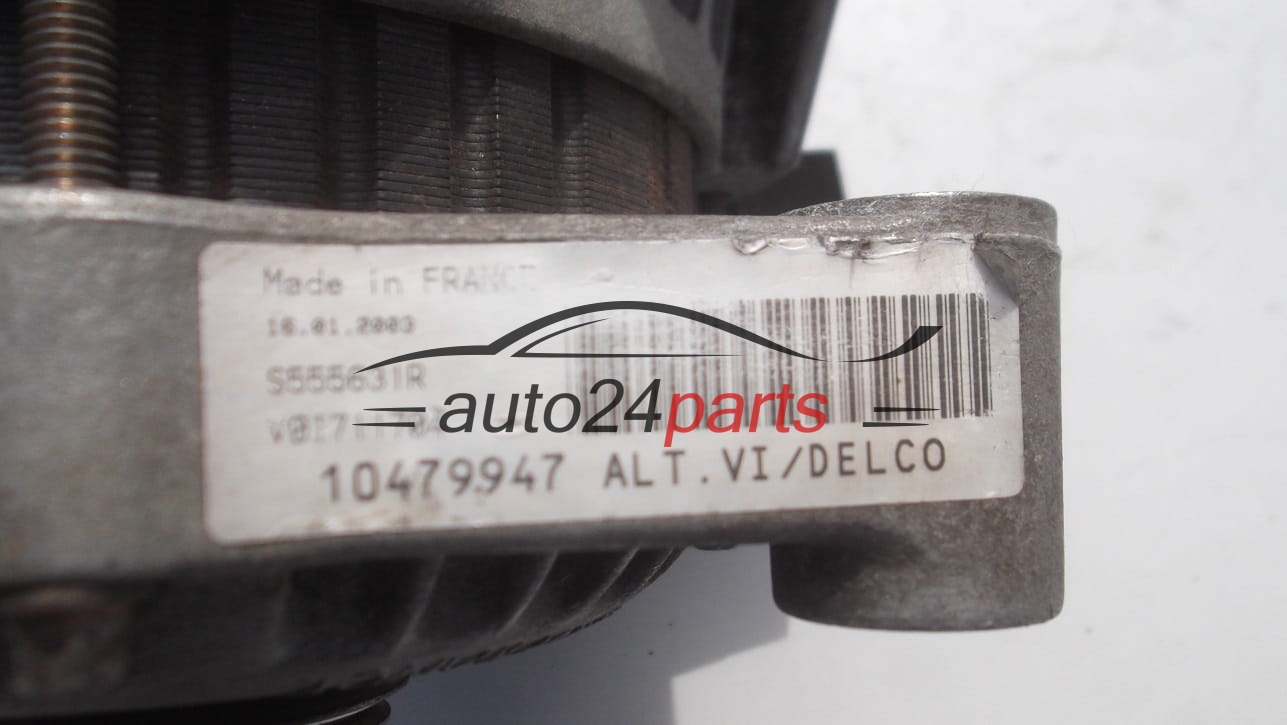 Made in FRANCE
16.01.2003
S555631R
auto24parts
10479947 ALT.VI/DELCO